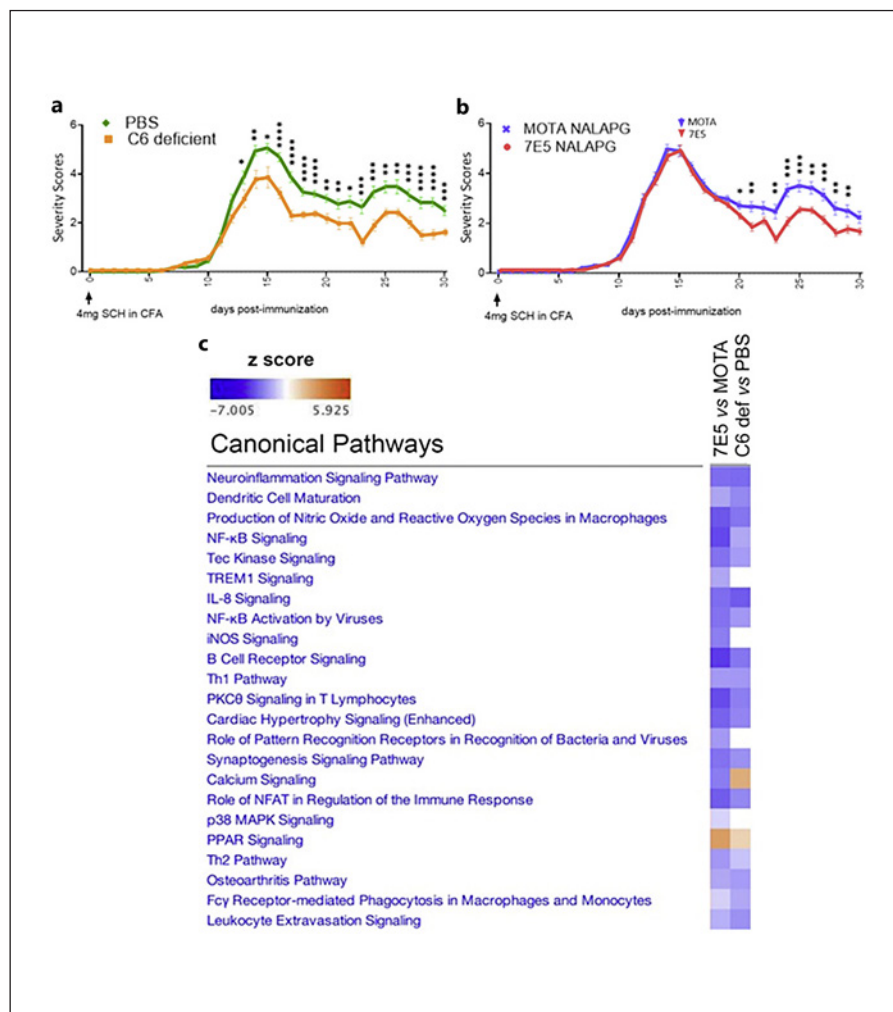 a
PBS
C6 deficient
Severity Scores
6
4
2
0
0
5
10
15
20
25
30
4mg SCH in CFA
days post-immunization
b
MOTA NALAPG
7E5 NALAPG
MOTA
7E5
Severity Scores
6
4
2
0
0
5
10
15
20
25
30
4mg SCH in CFA
days post-immunization
c
z score
-7.005
5.925
7E5 vs MOTA
C6 def vs PBS
Canonical Pathways
Neuroinflammation Signaling Pathway
Dendritic Cell Maturation
Production of Nitric Oxide and Reactive Oxygen Species in Macrophages
NF-κB Signaling
Tec Kinase Signaling
TREM1 Signaling
IL-8 Signaling
NF-κB Activation by Viruses
iNOS Signaling
B Cell Receptor Signaling
Th1 Pathway
PKCθ Signaling in T Lymphocytes
Cardiac Hypertrophy Signaling (Enhanced)
Role of Pattern Recognition Receptors in Recognition of Bacteria and Viruses
Synaptogenesis Signaling Pathway
Calcium Signaling
Role of NFAT in Regulation of the Immune Response
p38 MAPK Signaling
PPAR Signaling
Th2 Pathway
Osteoarthritis Pathway
Fcγ Receptor-mediated Phagocytosis in Macrophages and Monocytes
Leukocyte Extravasation Signaling